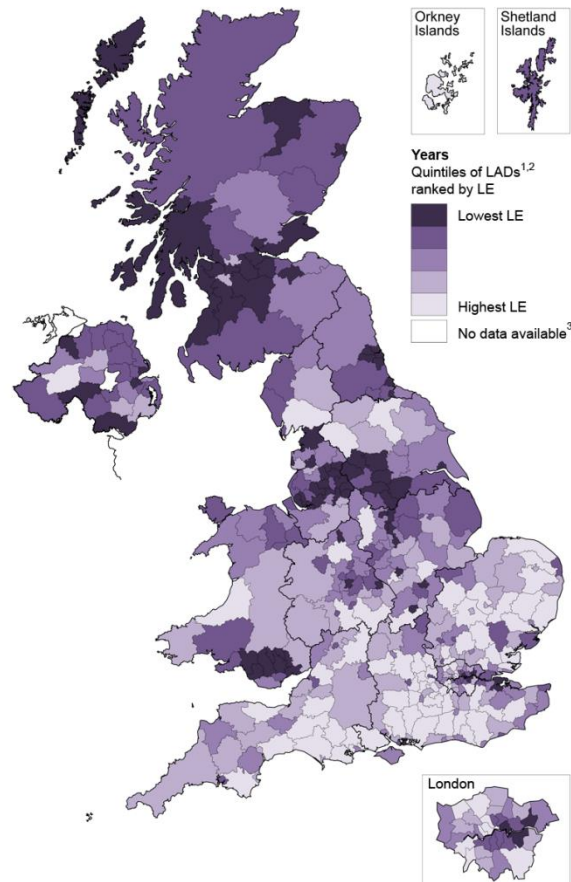 Orkney
Islands
Shetland
Islands
Years
Quintiles of LADs1,2
ranked by LE
Lowest LE
Highest LE
No data available3
London